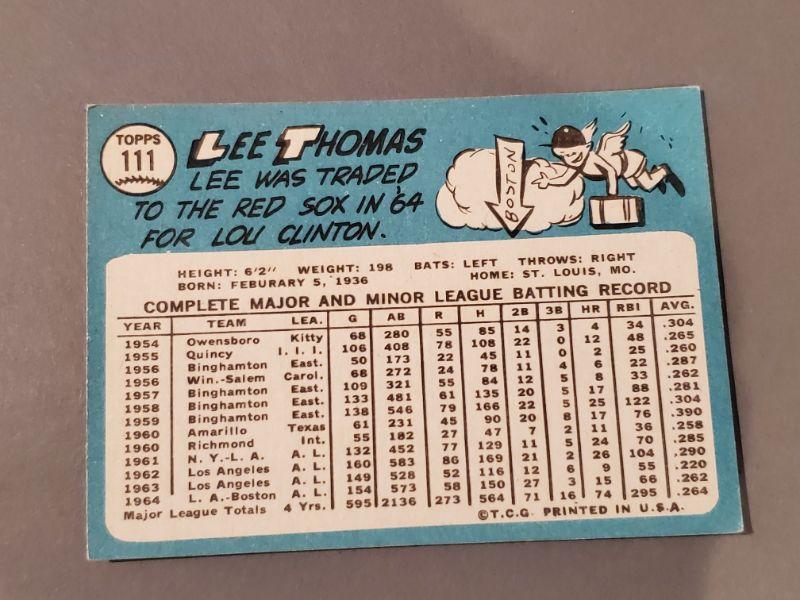 TOPPS
111
LEE THOMAS
LEE WAS TRADED
TO THE RED SOX IN '64
FOR LOU CLINTON.
BOSTON
HEIGHT: 6'2" WEIGHT: 198 BATS: LEFT THROWS: RIGHT
BORN: FEBURARY 5, 1936 HOME: ST. LOUIS, MO.
COMPLETE MAJOR AND MINOR LEAGUE BATTING RECORD
YEAR TEAM LEA. G AB R H 2B 3B HR RBI AVG.
1954 Owensboro Kitty 68 280 55 85 14 3 4 34 .304
1955 Quincy I. I. I. 106 408 78 108 22 0 12 48 .265
1956 Binghamton East. 50 173 22 45 11 0 2 25 .260
1956 Win.-Salem Carol. 68 272 24 78 11 4 6 22 .287
1957 Binghamton East. 109 321 55 84 12 5 8 33 .262
1958 Binghamton East. 133 481 61 135 20 5 17 88 .281
1959 Binghamton East. 138 546 79 166 22 5 25 122 .304
1960 Amarillo Texas 61 231 45 90 20 8 17 76 .390
1960 Richmond Int. 55 182 27 47 7 2 11 36 .258
1961 N.Y.-L.A. A.L. 132 452 77 129 11 5 24 70 .285
1962 Los Angeles A.L. 160 583 86 169 21 2 26 104 .290
1963 Los Angeles A.L. 149 528 52 116 12 6 9 55 .220
1964 L.A.-Boston A.L. 154 573 58 150 27 3 15 66 .262
Major League Totals 4 Yrs. 595 2136 273 564 71 16 74 295 .264
©T.C.G. PRINTED IN U.S.A.